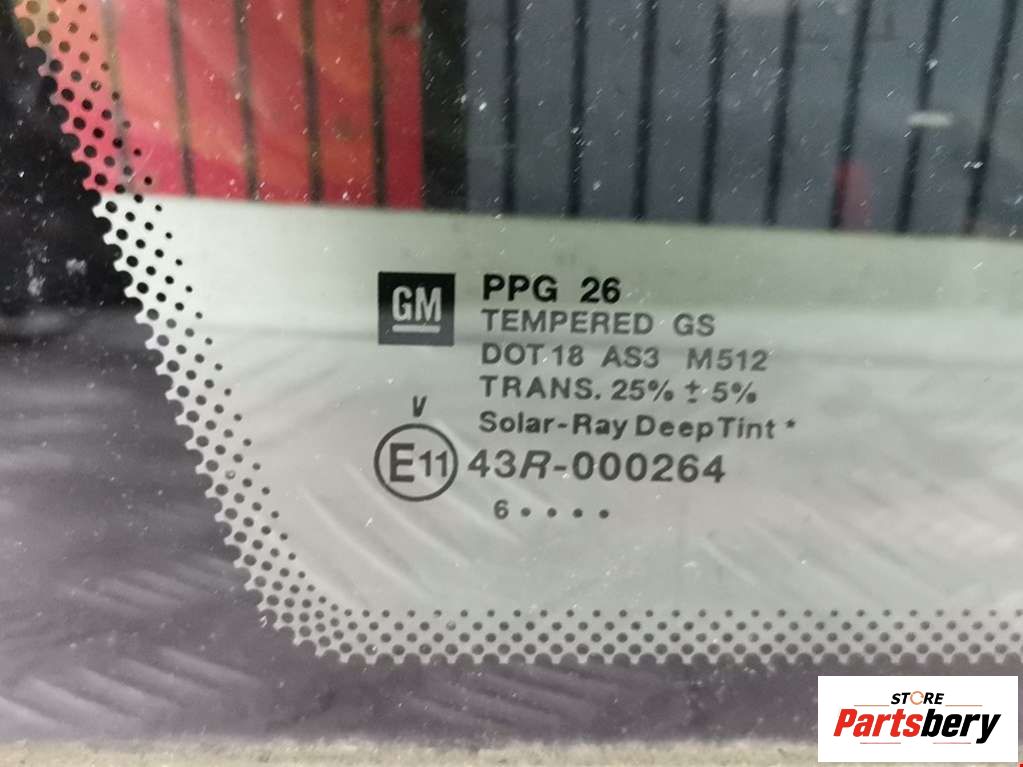 GM
PPG 26
TEMPERED GS
DOT 18 AS3 M512
TRANS. 25% ± 5%
V
Solar-Ray DeepTint *
E11 43R-000264
6 • • • •
STORE
Partsbery